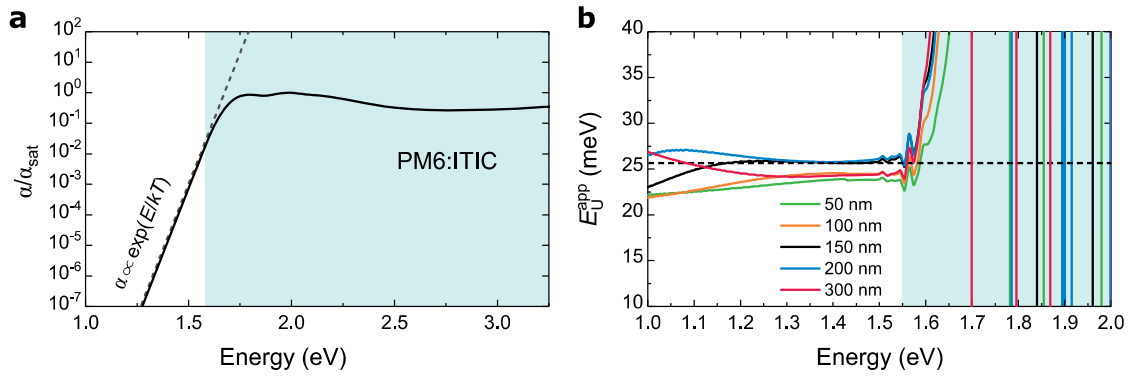 a
α/α_sat
10²
10¹
10⁰
10⁻¹
10⁻²
10⁻³
10⁻⁴
10⁻⁵
10⁻⁶
10⁻⁷
α ∝ exp(E/kT)
PM6:ITIC
1.0 1.5 2.0 2.5 3.0
Energy (eV)
b
E_U^app (meV)
40
35
30
25
20
15
10
50 nm
100 nm
150 nm
200 nm
300 nm
1.0 1.1 1.2 1.3 1.4 1.5 1.6 1.7 1.8 1.9 2.0
Energy (eV)